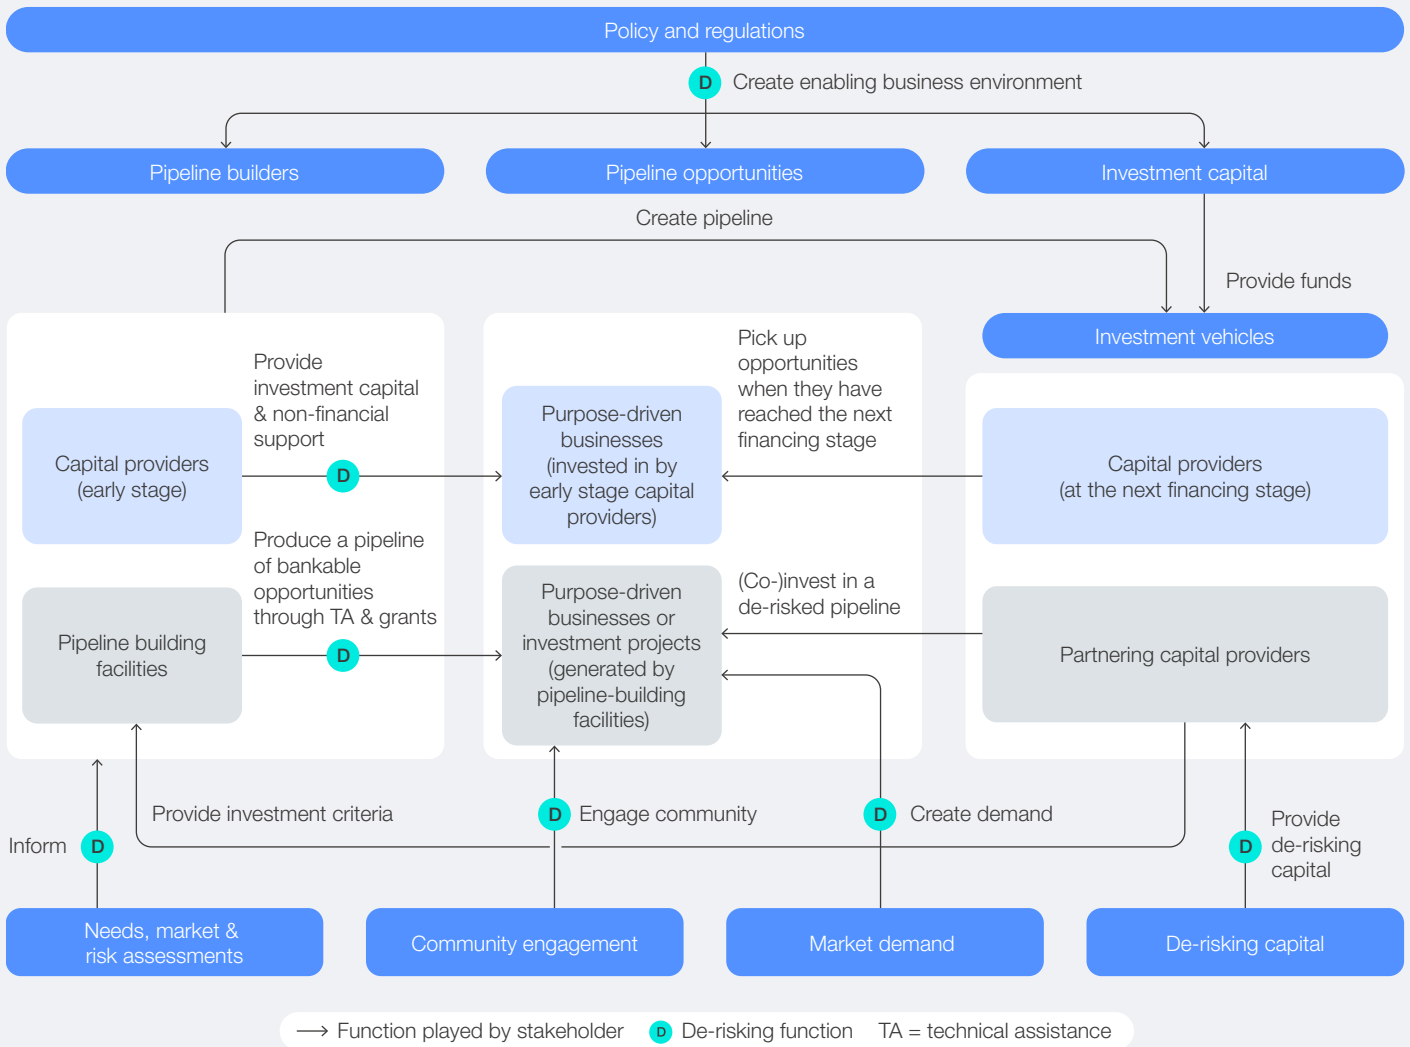 Policy and regulations
D
Create enabling business environment
Pipeline builders
Pipeline opportunities
Investment capital
Create pipeline
Provide funds
Investment vehicles
Provide
investment capital
& non-financial
support
D
Capital providers
(early stage)
Purpose-driven
businesses
(invested in by
early stage capital
providers)
Pick up
opportunities
when they have
reached the next
financing stage
Capital providers
(at the next financing stage)
Produce a pipeline
of bankable
opportunities
through TA & grants
D
Pipeline building
facilities
Purpose-driven
businesses or
investment projects
(generated by
pipeline-building
facilities)
(Co-)invest in a
de-risked pipeline
Partnering capital providers
Inform
D
Provide investment criteria
D
Engage community
D
Create demand
D
Provide
de-risking
capital
Needs, market &
risk assessments
Community engagement
Market demand
De-risking capital
Function played by stakeholder
D
De-risking function
TA = technical assistance